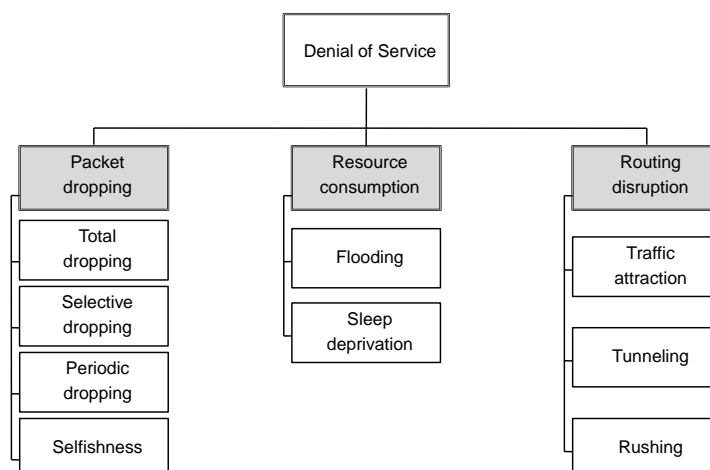 Denial of Service
Packet
dropping
Resource
consumption
Routing
disruption
Total
dropping
Selective
dropping
Periodic
dropping
Selfishness
Flooding
Sleep
deprivation
Traffic
attraction
Tunneling
Rushing